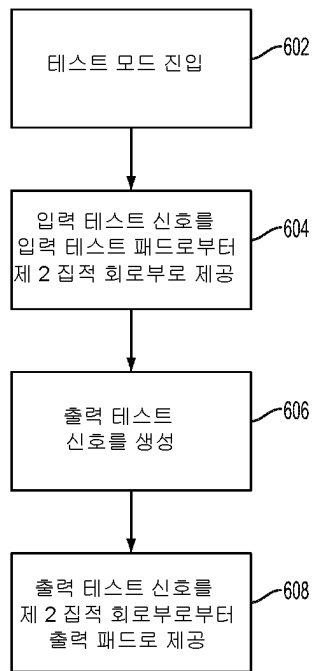 테스트 모드 진입
602
입력 테스트 신호를
입력 테스트 패드로부터
제 2 집적 회로부로 제공
604
출력 테스트
신호를 생성
606
출력 테스트 신호를
제 2 집적 회로부로부터
출력 패드로 제공
608